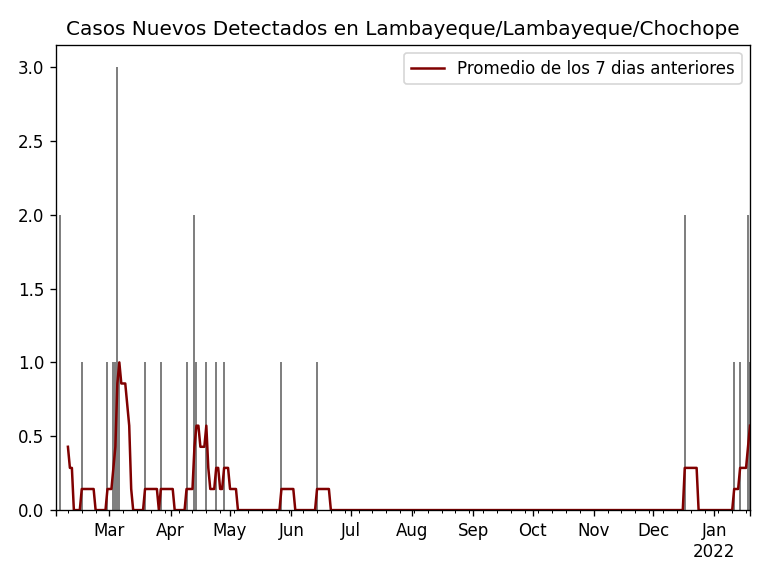 Casos Nuevos Detectados en Lambayeque/Lambayeque/Chochope
Promedio de los 7 dias anteriores
3.0
2.5
2.0
1.5
1.0
0.5
0.0
Mar Apr May Jun Jul Aug Sep Oct Nov Dec Jan
2022